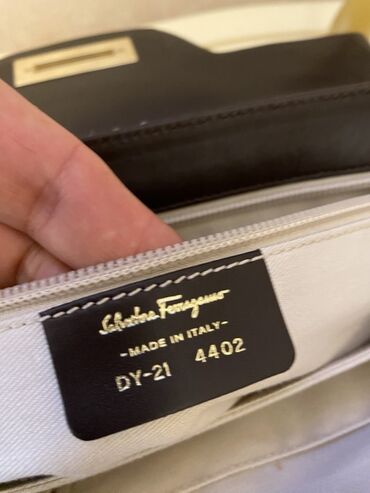 Salvatore Ferragamo
-MADE IN ITALY-
DY-21 4402